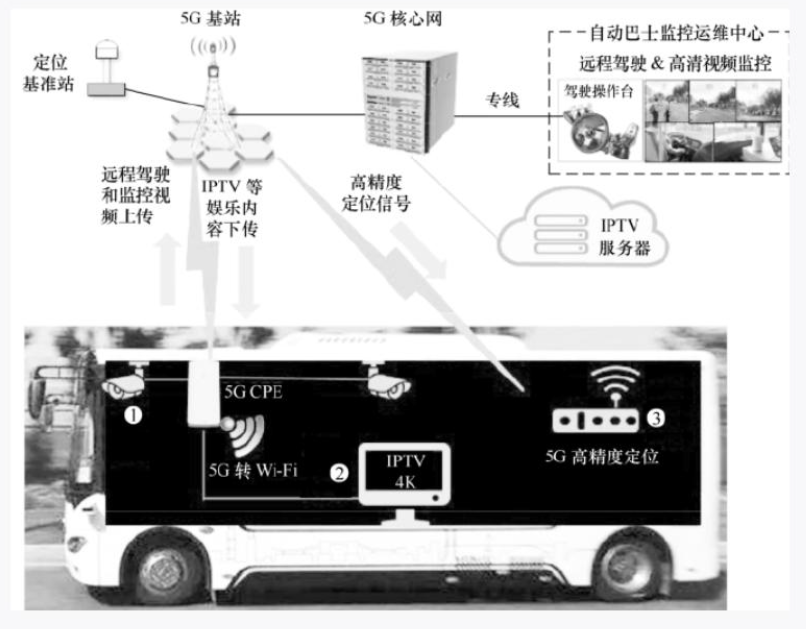 5G 基站
5G 核心网
自动巴士监控运维中心
定位
基准站
远程驾驶 & 高清视频监控
驾驶操作台
专线
远程驾驶
和监控视
频上传
IPTV 等
娱乐内
容下传
高精度
定位信号
IPTV
服务器
5G CPE
❶
5G 转 Wi-Fi
❷
IPTV
4K
❸
5G 高精度定位